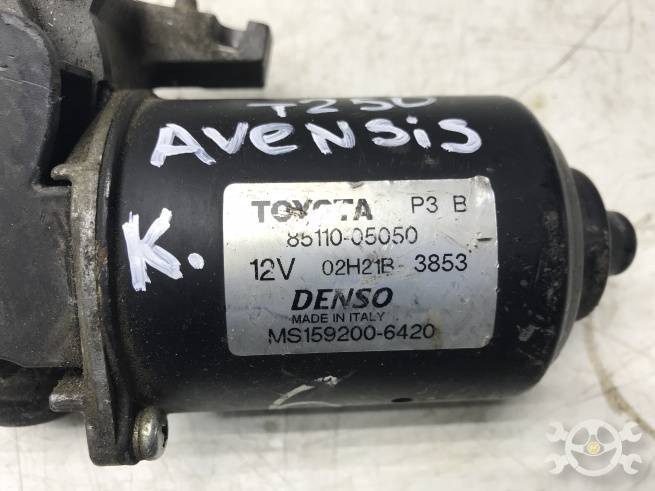 T250
AVENSIS
K.
TOYOTA P3 B
85110-05050
12V 02H21B 3853
DENSO
MADE IN ITALY
MS159200-6420